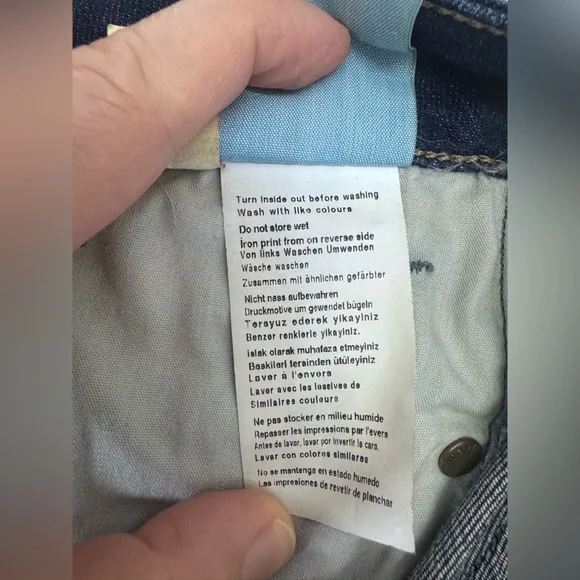 Turn Inside out before washing
Wash with like colours
Do not store wet
İron print from on reverse side
Von links Waschen Umwenden
Wäsche waschen
Zusammen mit ähnlichen gefärbter
Nicht nass aufbewahren
Druckmotive um gewendet bügeln
Tersyuz ederek yikayiniz
Benzer renklerle yikayiniz.
islak olarak muhafaza etmeyiniz
Baskilari tersinden ütüleyiniz
Laver à l'envers
Laver avec les lessives de
Similaires couleurs
Ne pas stocker en milieu humide
Repasser les impressions par l'evers
Antes de lavar, lavar por invertir la cara.
Lavar con colores similares
No se mantenga en estado humedo
Las impresiones de revetir de planchar